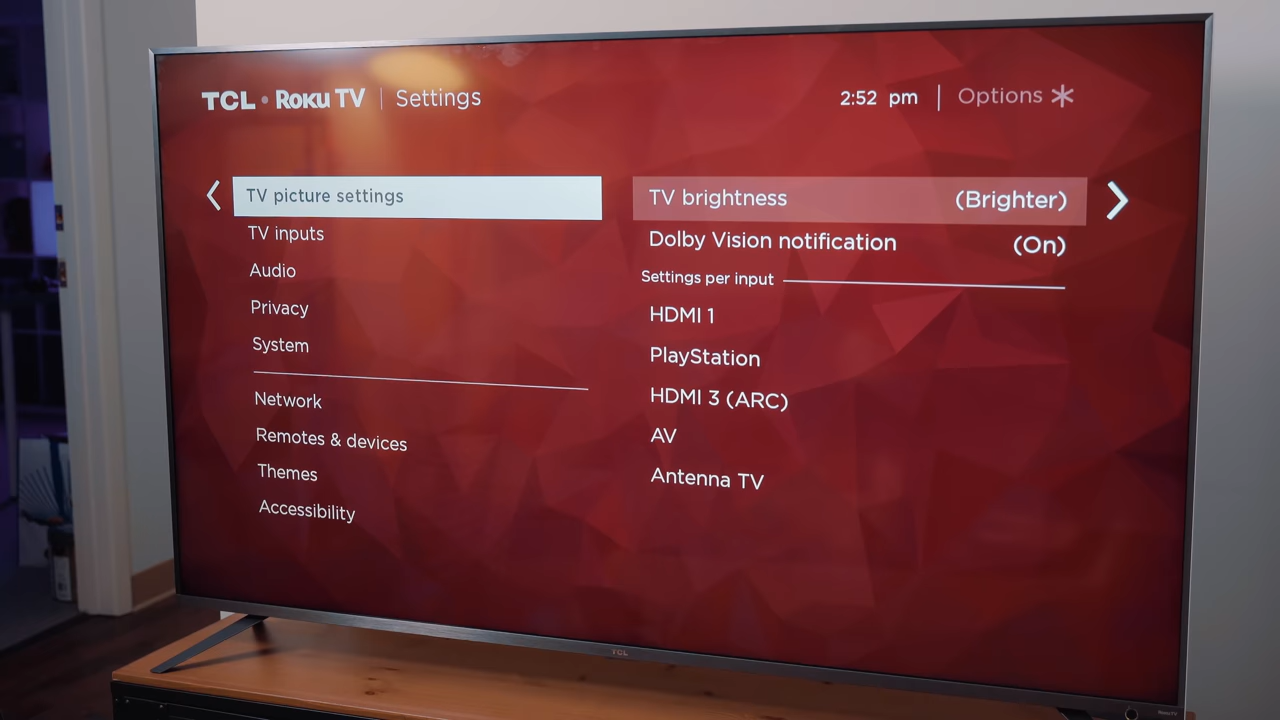 TCL • Roku TV | Settings
2:52 pm | Options
TV picture settings
TV inputs
Audio
Privacy
System
Network
Remotes & devices
Themes
Accessibility
TV brightness (Brighter)
Dolby Vision notification (On)
Settings per input
HDMI 1
PlayStation
HDMI 3 (ARC)
AV
Antenna TV
TCL
Roku TV